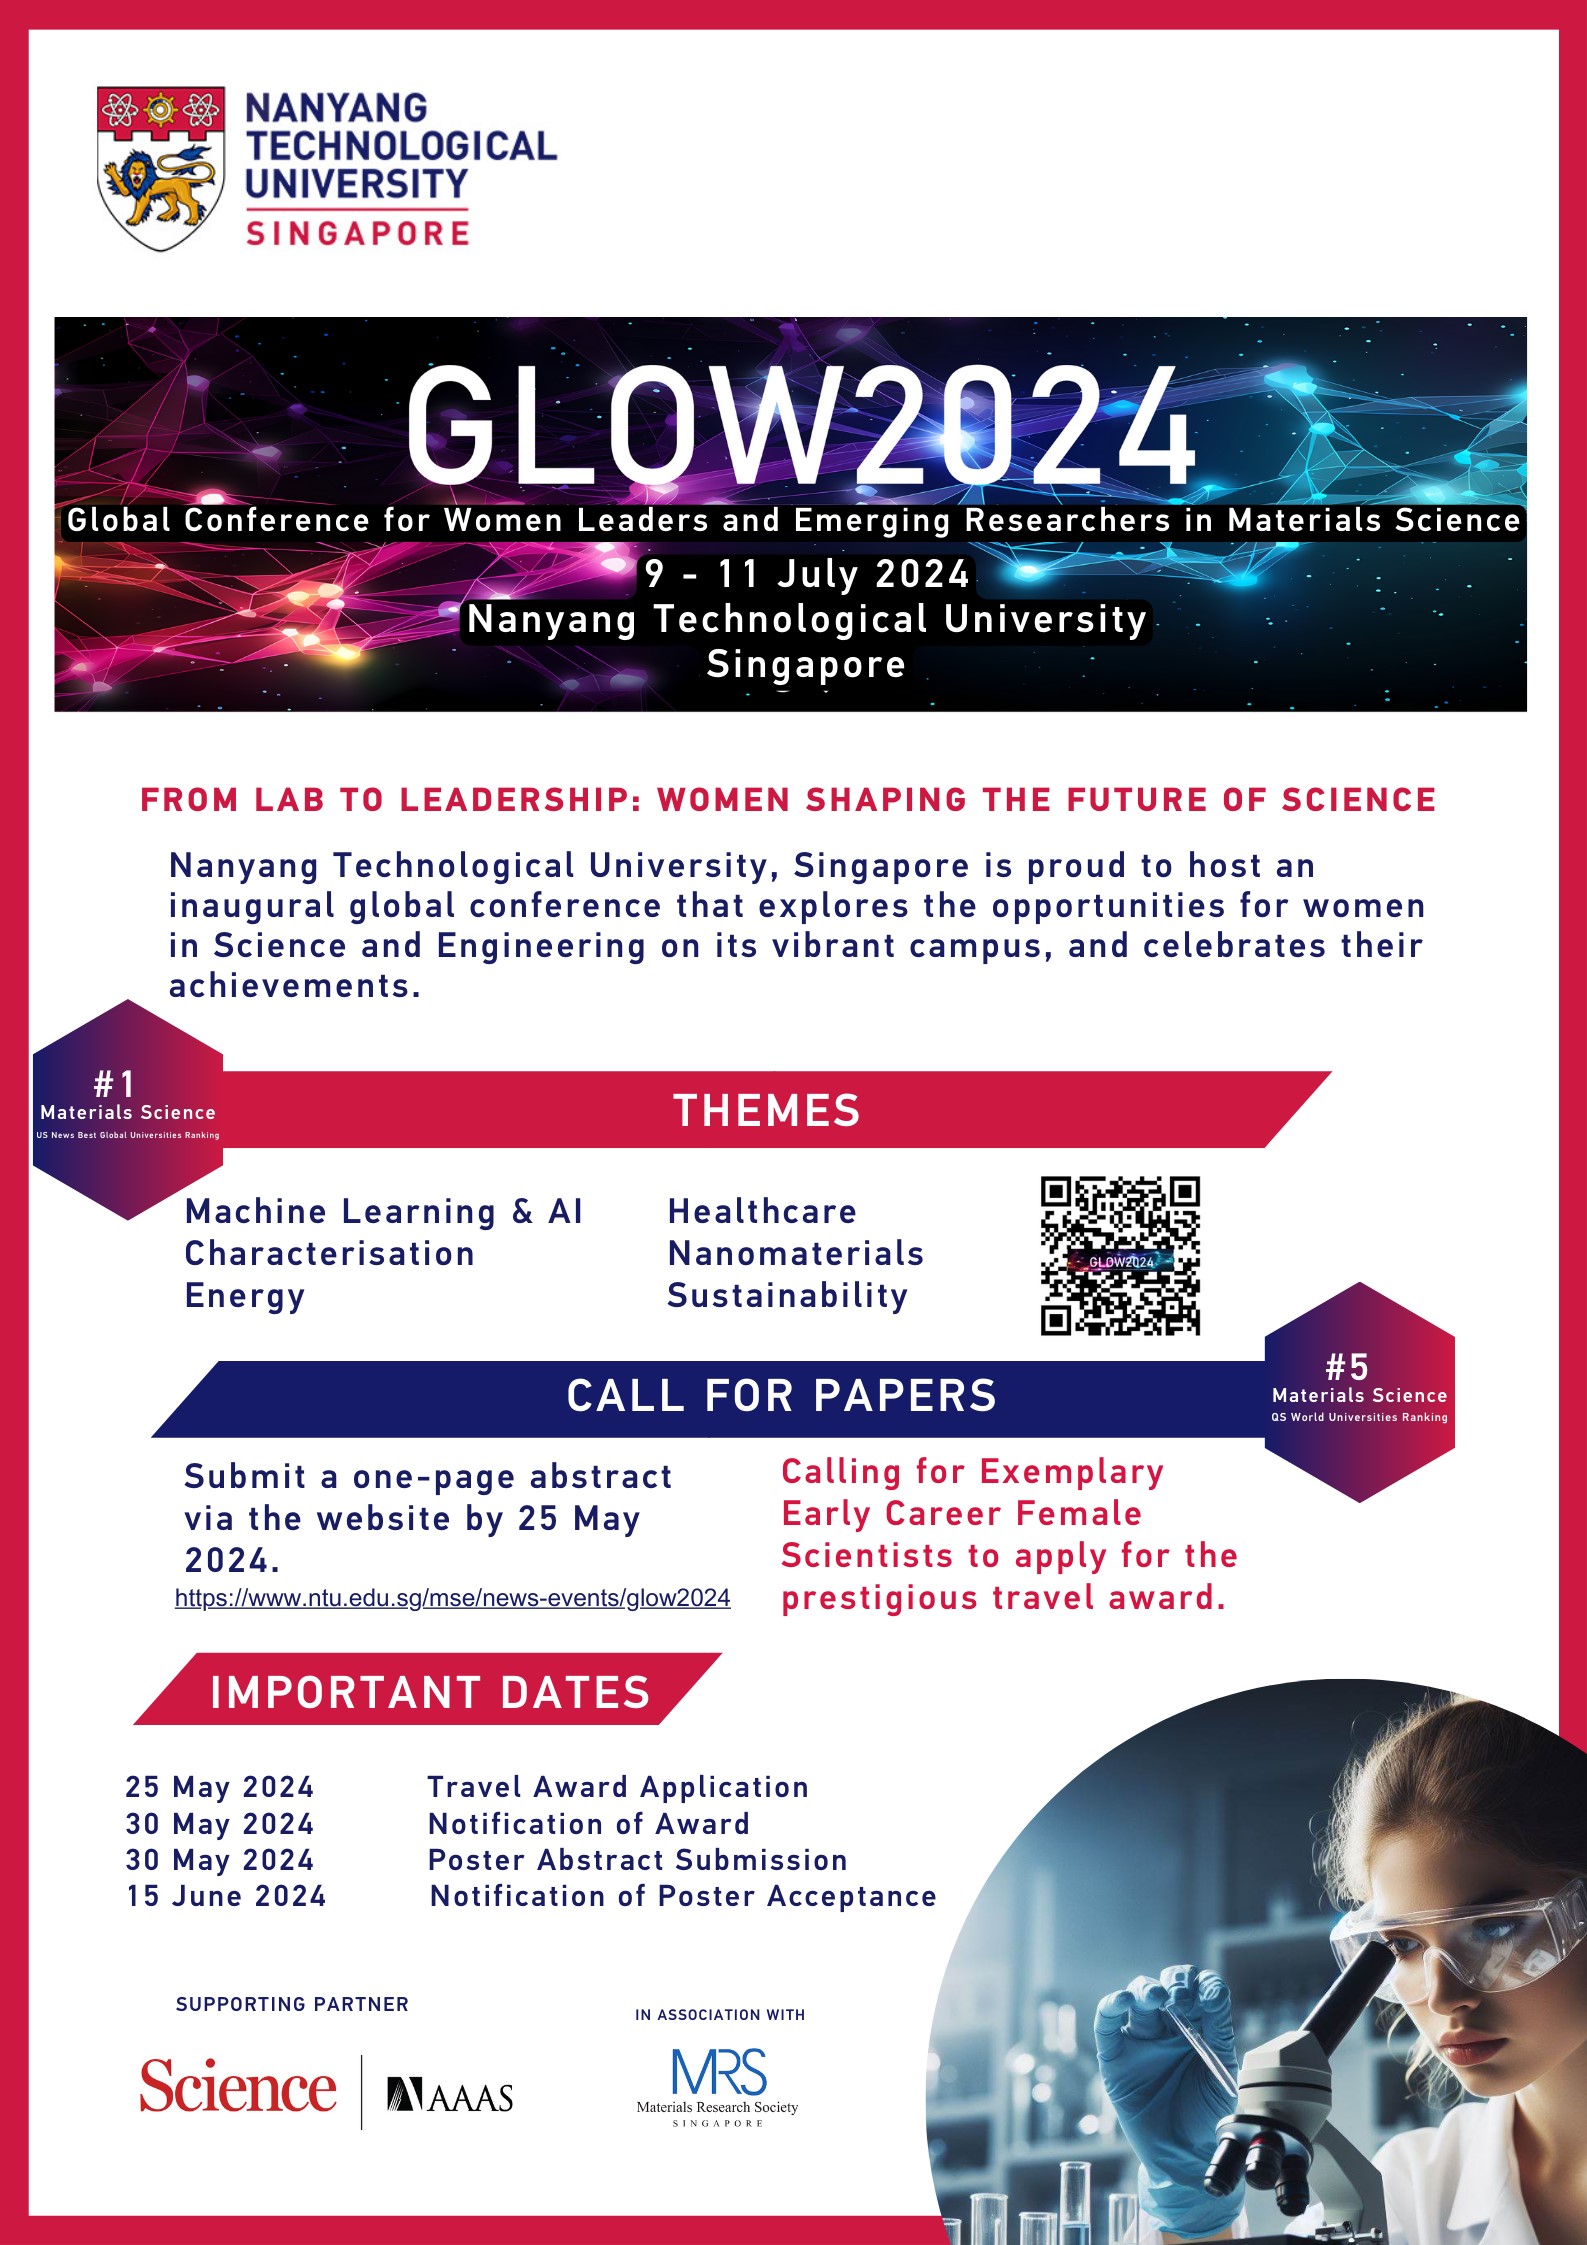 NANYANG
TECHNOLOGICAL
UNIVERSITY
SINGAPORE
GLOW2024
Global Conference for Women Leaders and Emerging Researchers in Materials Science
9 - 11 July 2024
Nanyang Technological University
Singapore
FROM LAB TO LEADERSHIP: WOMEN SHAPING THE FUTURE OF SCIENCE
Nanyang Technological University, Singapore is proud to host an
inaugural global conference that explores the opportunities for women
in Science and Engineering on its vibrant campus, and celebrates their
achievements.
#1
Materials Science
US News Best Global Universities Ranking
THEMES
Machine Learning & AI
Characterisation
Energy
Healthcare
Nanomaterials
Sustainability
GLOW2024
CALL FOR PAPERS
#5
Materials Science
QS World Universities Ranking
Submit a one-page abstract
via the website by 25 May
2024.
https://www.ntu.edu.sg/mse/news-events/glow2024
Calling for Exemplary
Early Career Female
Scientists to apply for the
prestigious travel award.
IMPORTANT DATES
25 May 2024 Travel Award Application
30 May 2024 Notification of Award
30 May 2024 Poster Abstract Submission
15 June 2024 Notification of Poster Acceptance
SUPPORTING PARTNER
Science AAAS
IN ASSOCIATION WITH
MRS
Materials Research Society
SINGAPORE